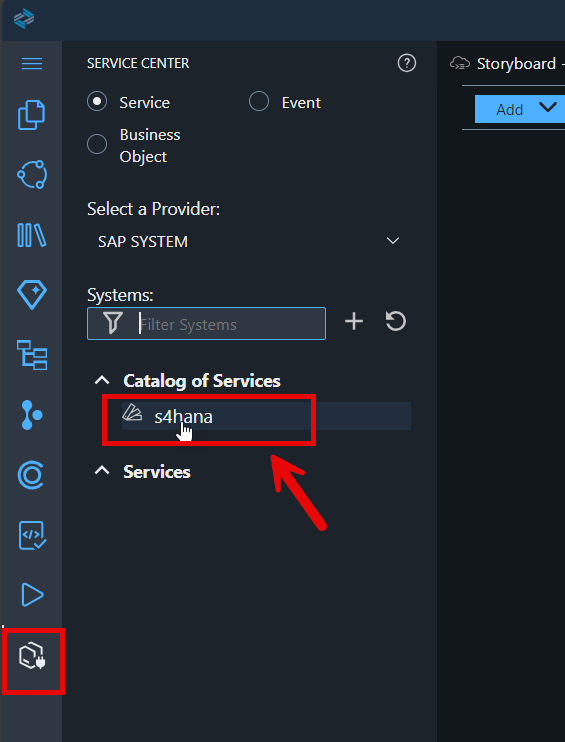 SERVICE CENTER
Storyboard -
Service
Event
Add
Business
Object
Select a Provider:
SAP SYSTEM
Systems:
Filter Systems
Catalog of Services
s4hana
Services